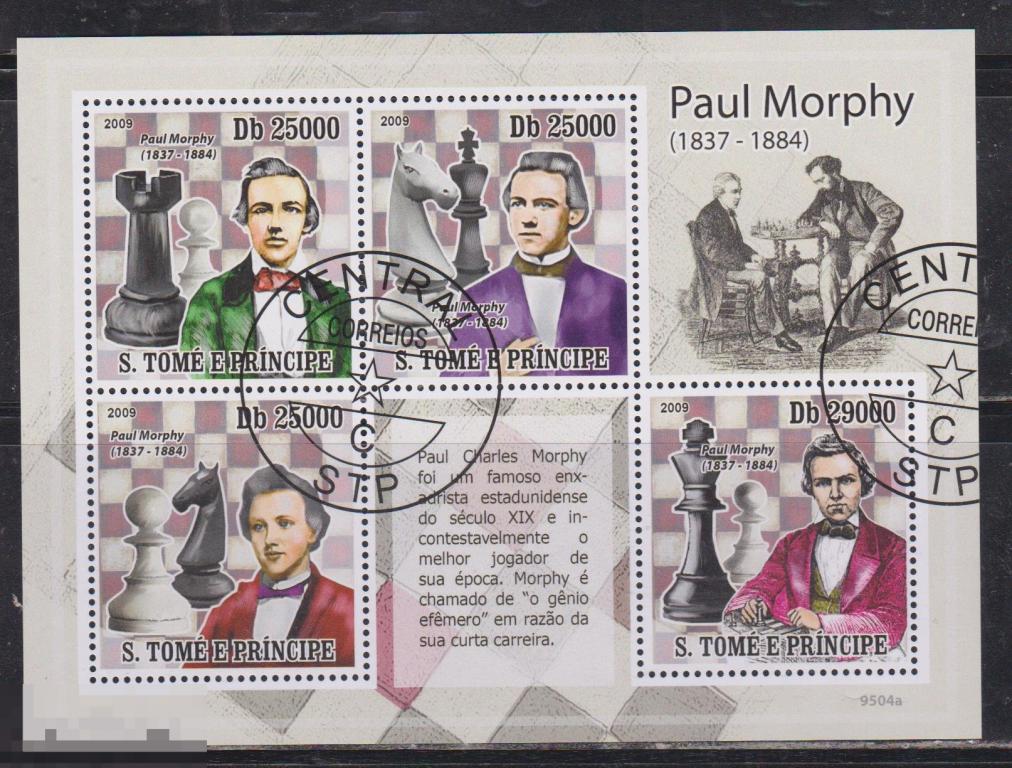 Paul Morphy
(1837 - 1884)
2009
Db 25000
Paul Morphy
(1837 - 1884)
S. TOMÉ E PRÍNCIPE
2009
Db 25000
Paul Morphy
(1837 - 1884)
S. TOMÉ E PRÍNCIPE
2009
Db 25000
Paul Morphy
(1837 - 1884)
S. TOMÉ E PRÍNCIPE
Paul Charles Morphy
foi um famoso enx-
adrista estadunidense
do século XIX e in-
contestavelmente o
melhor jogador de
sua época. Morphy é
chamado de “o gênio
efêmero” em razão da
sua curta carreira.
2009
Db 29000
Paul Morphy
(1837 - 1884)
S. TOMÉ E PRÍNCIPE
9504a
CENTRAL
CORREIOS
C
STP
CENT
CORREI
C
STP